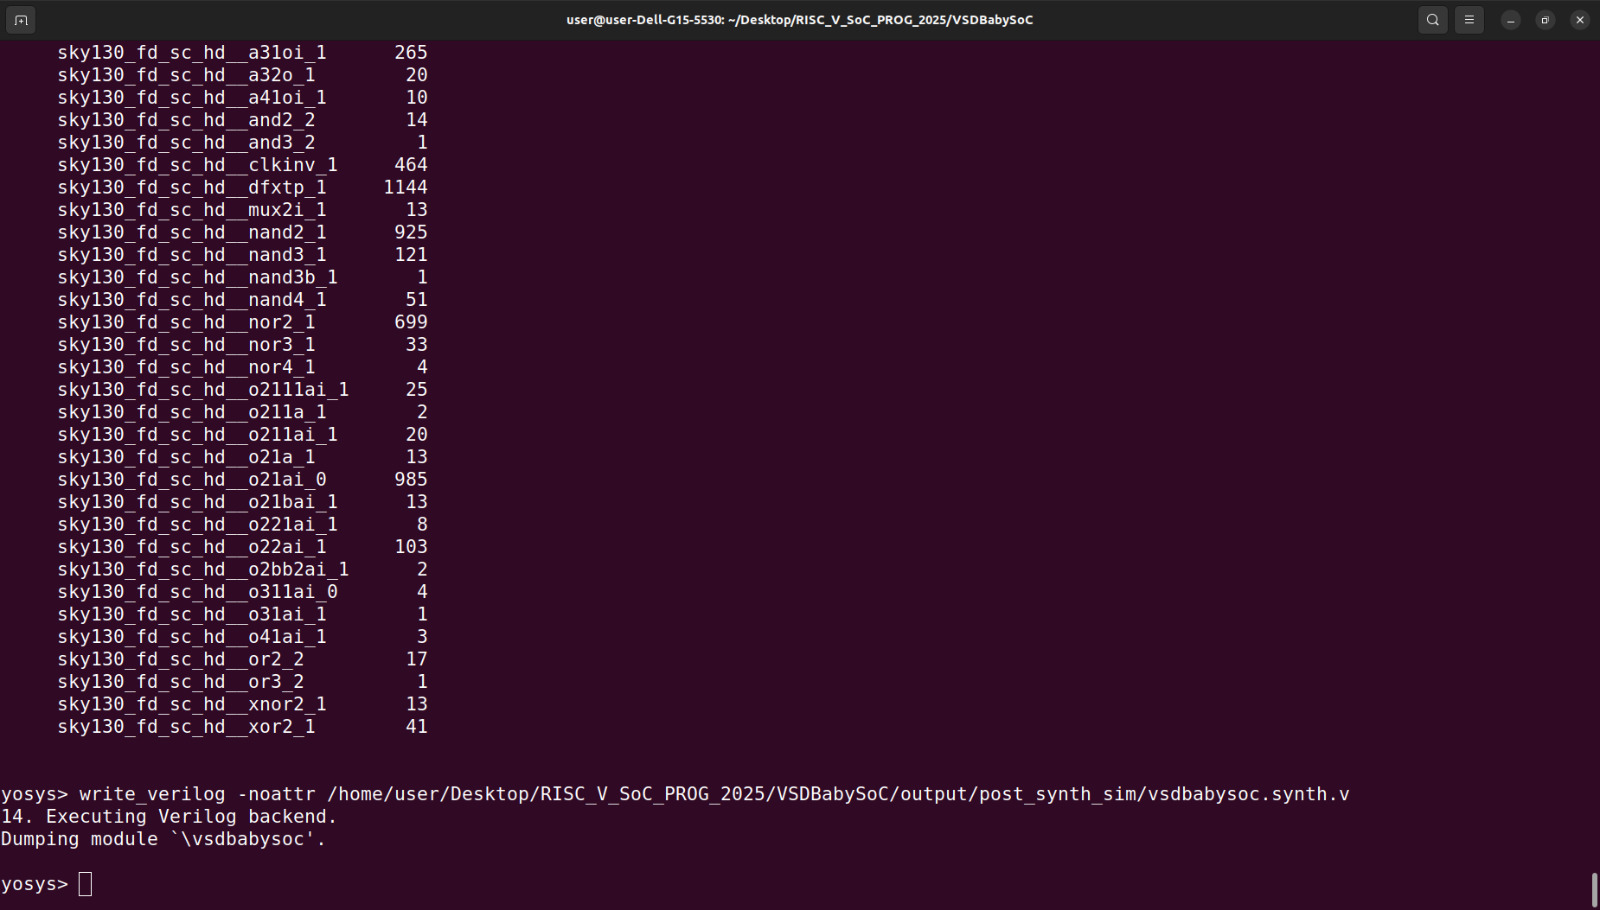 user@user-Dell-G15-5530: ~/Desktop/RISC_V_SoC_PROG_2025/VSDBabySoC
sky130_fd_sc_hd__a31oi_1 265
sky130_fd_sc_hd__a32o_1 20
sky130_fd_sc_hd__a41oi_1 10
sky130_fd_sc_hd__and2_2 14
sky130_fd_sc_hd__and3_2 1
sky130_fd_sc_hd__clkinv_1 464
sky130_fd_sc_hd__dfxtp_1 1144
sky130_fd_sc_hd__mux2i_1 13
sky130_fd_sc_hd__nand2_1 925
sky130_fd_sc_hd__nand3_1 121
sky130_fd_sc_hd__nand3b_1 1
sky130_fd_sc_hd__nand4_1 51
sky130_fd_sc_hd__nor2_1 699
sky130_fd_sc_hd__nor3_1 33
sky130_fd_sc_hd__nor4_1 4
sky130_fd_sc_hd__o2111ai_1 25
sky130_fd_sc_hd__o211a_1 2
sky130_fd_sc_hd__o211ai_1 20
sky130_fd_sc_hd__o21a_1 13
sky130_fd_sc_hd__o21ai_0 985
sky130_fd_sc_hd__o21bai_1 13
sky130_fd_sc_hd__o221ai_1 8
sky130_fd_sc_hd__o22ai_1 103
sky130_fd_sc_hd__o2bb2ai_1 2
sky130_fd_sc_hd__o311ai_0 4
sky130_fd_sc_hd__o31ai_1 1
sky130_fd_sc_hd__o41ai_1 3
sky130_fd_sc_hd__or2_2 17
sky130_fd_sc_hd__or3_2 1
sky130_fd_sc_hd__xnor2_1 13
sky130_fd_sc_hd__xor2_1 41
yosys> write_verilog -noattr /home/user/Desktop/RISC_V_SoC_PROG_2025/VSDBabySoC/output/post_synth_sim/vsdbabysoc.synth.v
14. Executing Verilog backend.
Dumping module `\vsdbabysoc'.
yosys>